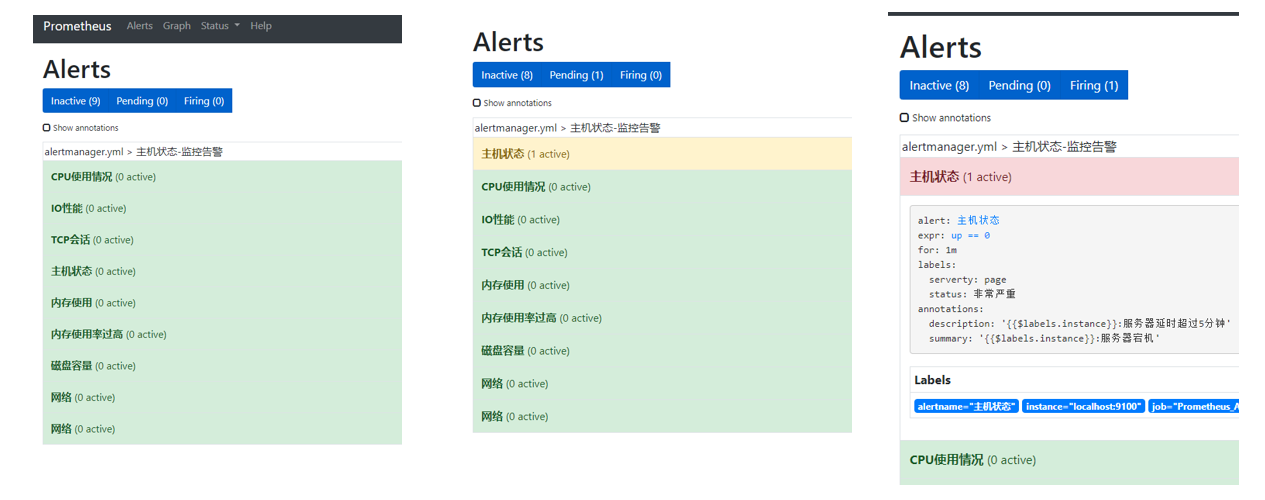 Prometheus Alerts Graph Status Help
Alerts
Inactive (9) Pending (0) Firing (0)
Show annotations
alertmanager.yml > 主机状态-监控告警
CPU使用情况 (0 active)
IO性能 (0 active)
TCP会话 (0 active)
主机状态 (0 active)
内存使用 (0 active)
内存使用率过高 (0 active)
磁盘容量 (0 active)
网络 (0 active)
网络 (0 active)
Alerts
Inactive (8) Pending (1) Firing (0)
Show annotations
alertmanager.yml > 主机状态-监控告警
主机状态 (1 active)
CPU使用情况 (0 active)
IO性能 (0 active)
TCP会话 (0 active)
内存使用 (0 active)
内存使用率过高 (0 active)
磁盘容量 (0 active)
网络 (0 active)
网络 (0 active)
Alerts
Inactive (8) Pending (0) Firing (1)
Show annotations
alertmanager.yml > 主机状态-监控告警
主机状态 (1 active)
alert: 主机状态
expr: up == 0
for: 1m
labels:
serverty: page
status: 非常严重
annotations:
description: '{{$labels.instance}}:服务器延时超过5分钟'
summary: '{{$labels.instance}}:服务器宕机'
Labels
alertname="主机状态" instance="localhost:9100" job="Prometheus_A
CPU使用情况 (0 active)